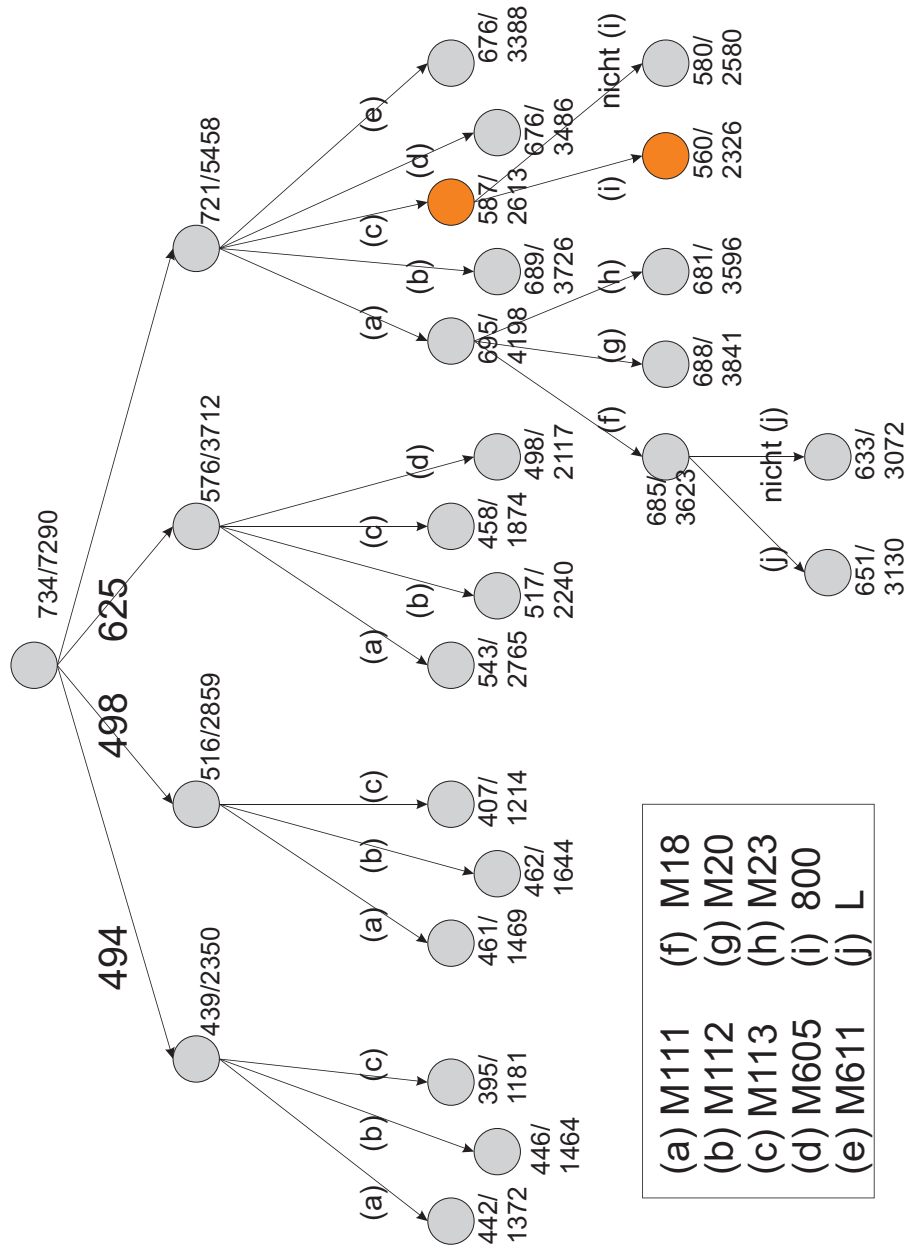 734/7290
494
498
625
439/2350
516/2859
576/3712
721/5458
(a)
(b)
(c)
(a)
(b)
(c)
(a)
(b)
(c)
(d)
(a)
(b)
(c)
(d)
(e)
442/
1372
446/
1464
395/
1181
461/
1469
462/
1644
407/
1214
543/
2765
517/
2240
458/
1874
498/
2117
695/
4198
689/
3726
587/
2613
676/
3486
676/
3388
(f)
(g)
(h)
(i)
nicht (i)
685/
3623
688/
3841
681/
3596
560/
2326
580/
2580
(j)
nicht (j)
651/
3130
633/
3072
(a) M111 (f) M18
(b) M112 (g) M20
(c) M113 (h) M23
(d) M605 (i) 800
(e) M611 (j) L